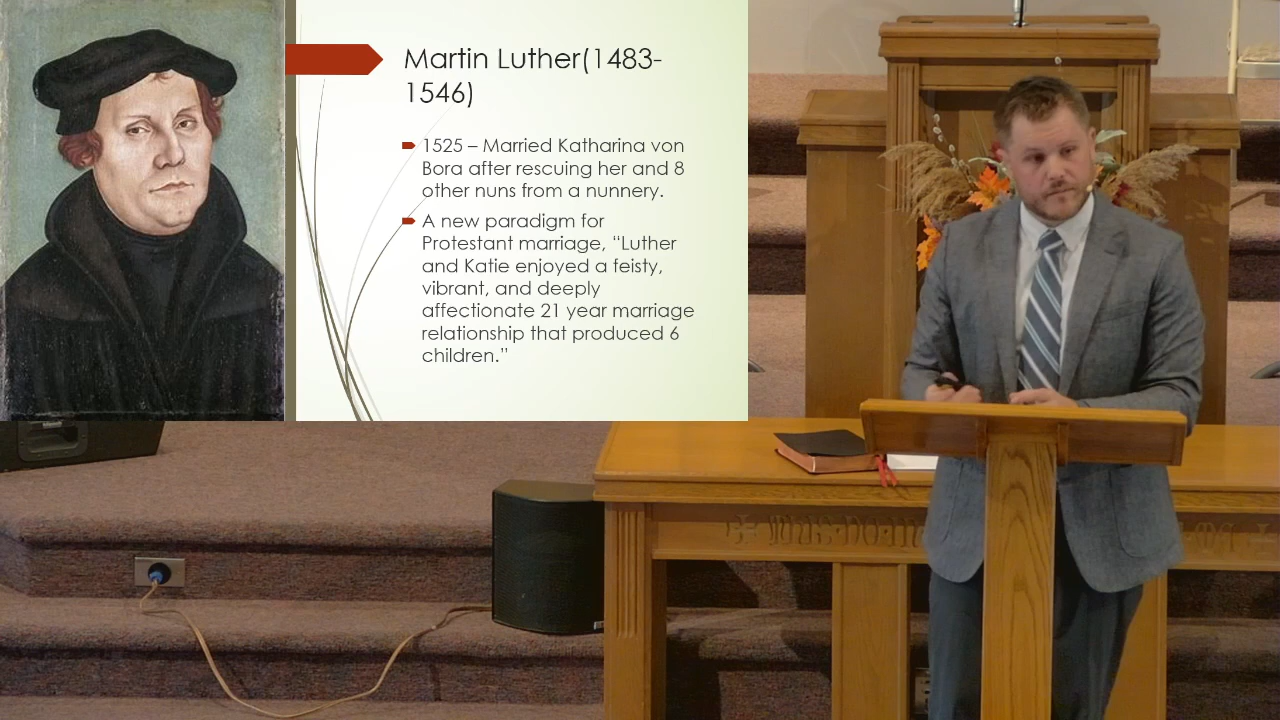 Martin Luther(1483-
1546)
1525 – Married Katharina von
Bora after rescuing her and 8
other nuns from a nunnery.
A new paradigm for
Protestant marriage, “Luther
and Katie enjoyed a feisty,
vibrant, and deeply
affectionate 21 year marriage
relationship that produced 6
children.”